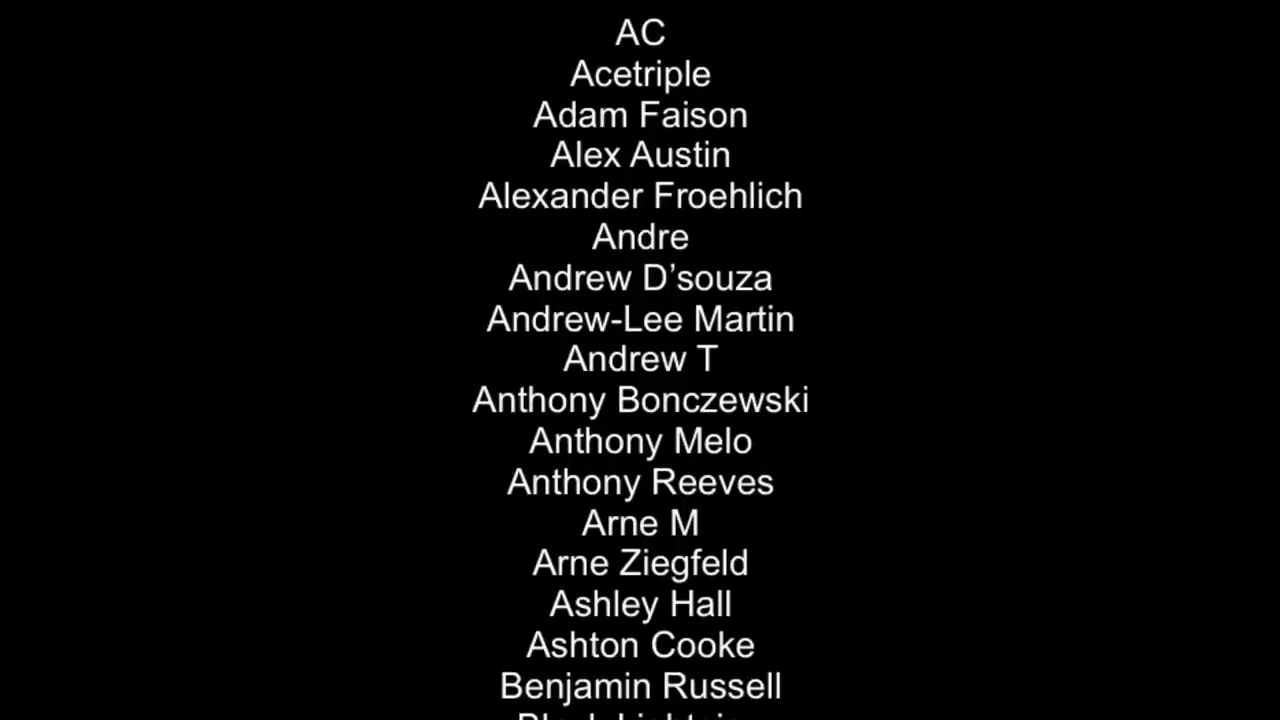 AC
Acetriple
Adam Faison
Alex Austin
Alexander Froehlich
Andre
Andrew D’souza
Andrew-Lee Martin
Andrew T
Anthony Bonczewski
Anthony Melo
Anthony Reeves
Arne M
Arne Ziegfeld
Ashley Hall
Ashton Cooke
Benjamin Russell